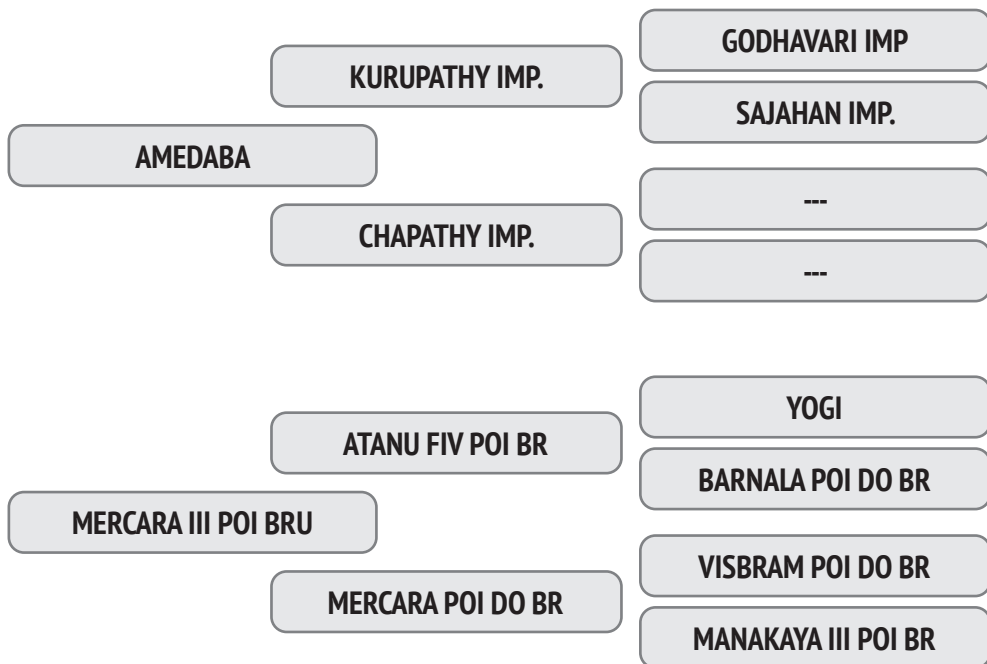 GODHAVARI IMP
KURUPATHY IMP.
SAJAHAN IMP.
AMEDABA
---
CHAPATHY IMP.
---
YOGI
ATANU FIV POI BR
BARNALA POI DO BR
MERCARA III POI BRU
VISBRAM POI DO BR
MERCARA POI DO BR
MANAKAYA III POI BR